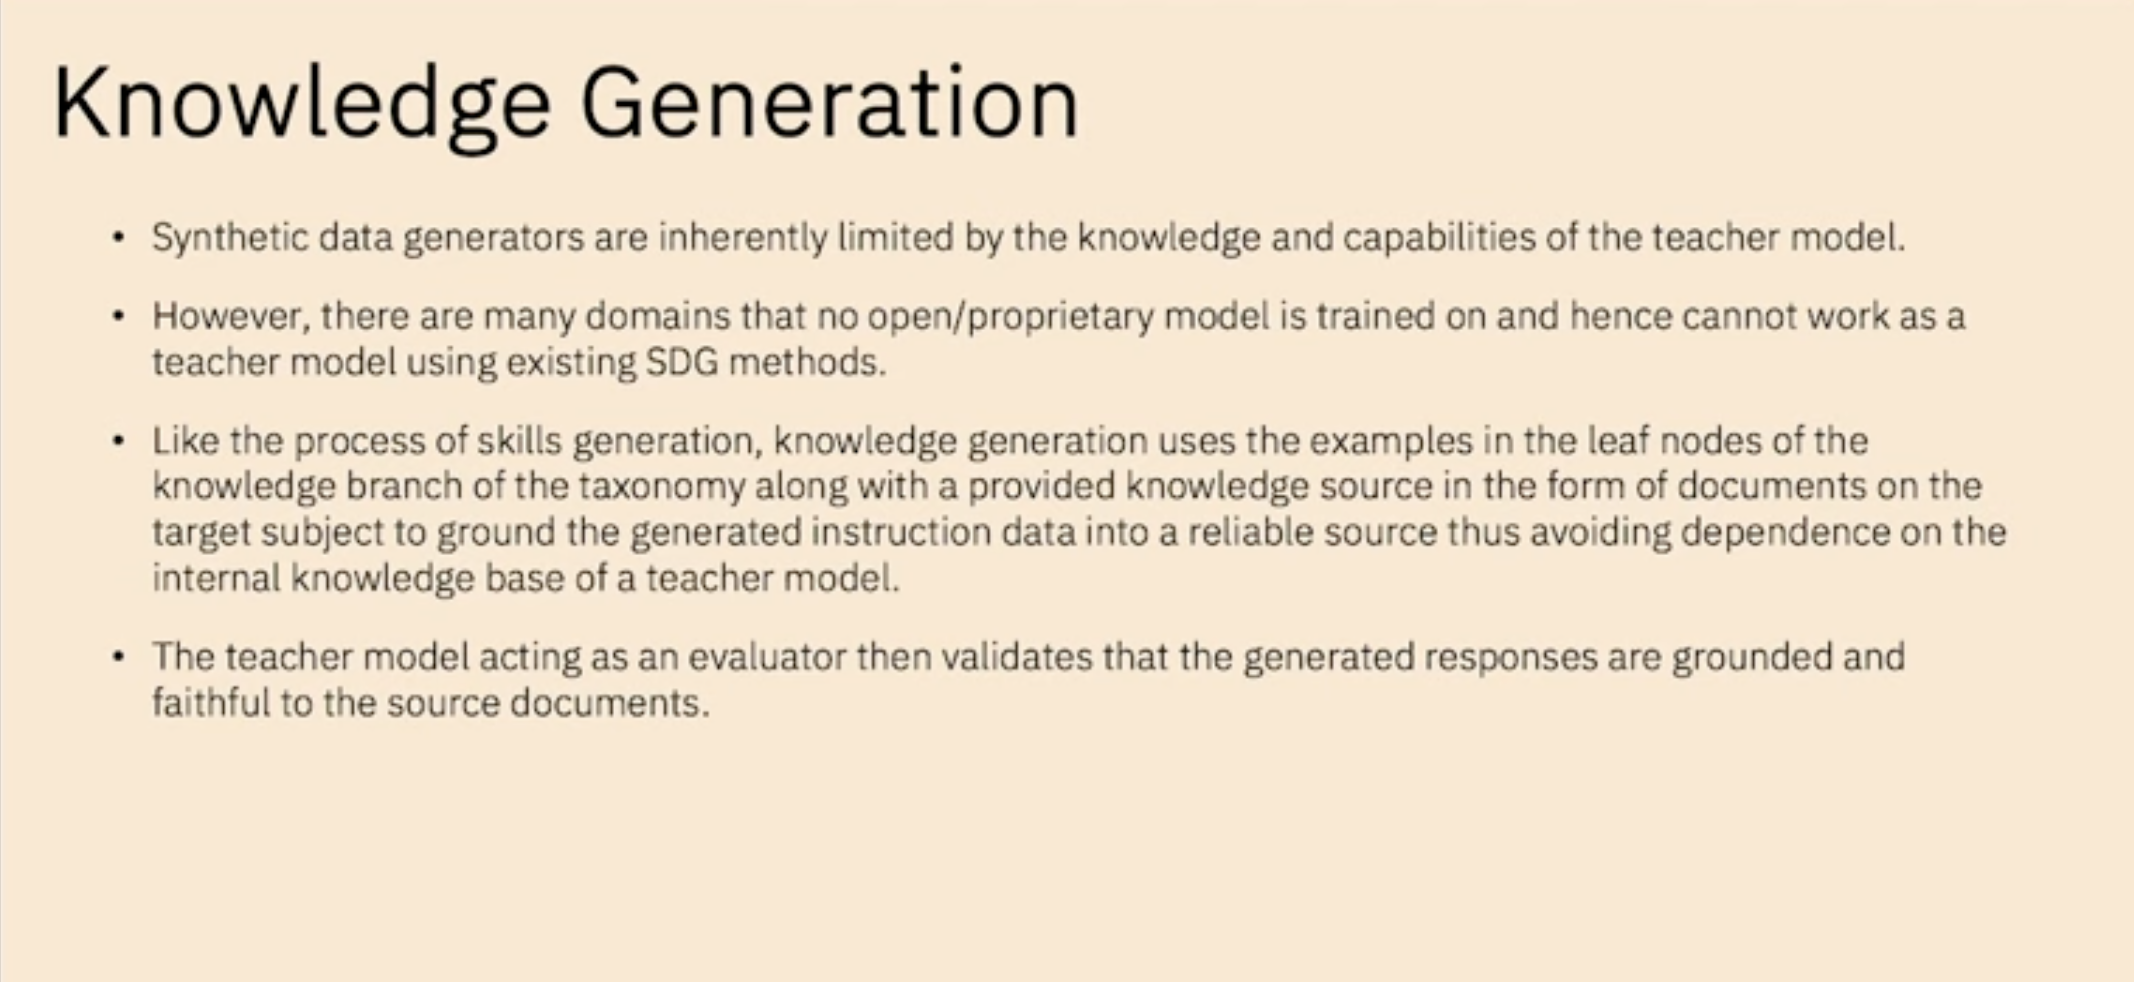 Knowledge Generation
• Synthetic data generators are inherently limited by the knowledge and capabilities of the teacher model.
• However, there are many domains that no open/proprietary model is trained on and hence cannot work as a
teacher model using existing SDG methods.
• Like the process of skills generation, knowledge generation uses the examples in the leaf nodes of the
knowledge branch of the taxonomy along with a provided knowledge source in the form of documents on the
target subject to ground the generated instruction data into a reliable source thus avoiding dependence on the
internal knowledge base of a teacher model.
• The teacher model acting as an evaluator then validates that the generated responses are grounded and
faithful to the source documents.